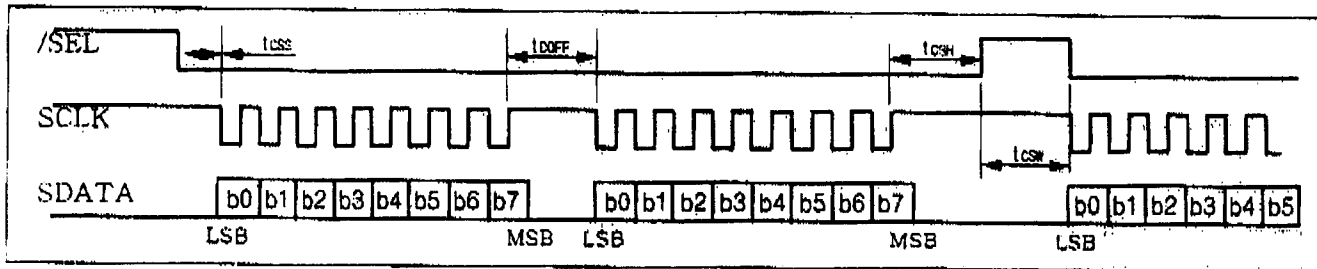 /SEL tCSS tCOFF tCSH
SCLK
tCSW
SDATA b0 b1 b2 b3 b4 b5 b6 b7 b0 b1 b2 b3 b4 b5 b6 b7 b0 b1 b2 b3 b4 b5
LSB MSB LSB MSB LSB